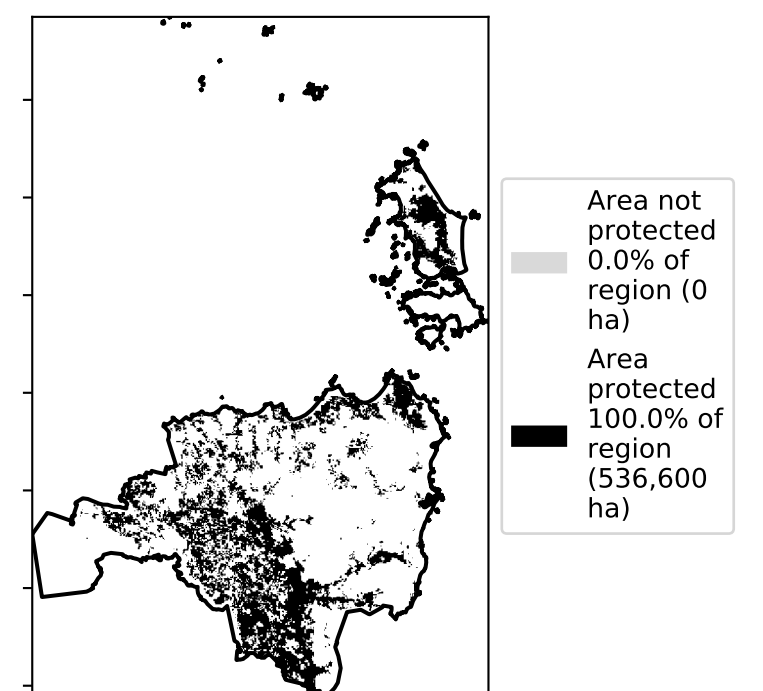 Area not
protected
0.0% of
region (0
ha)
Area
protected
100.0% of
region
(536,600
ha)